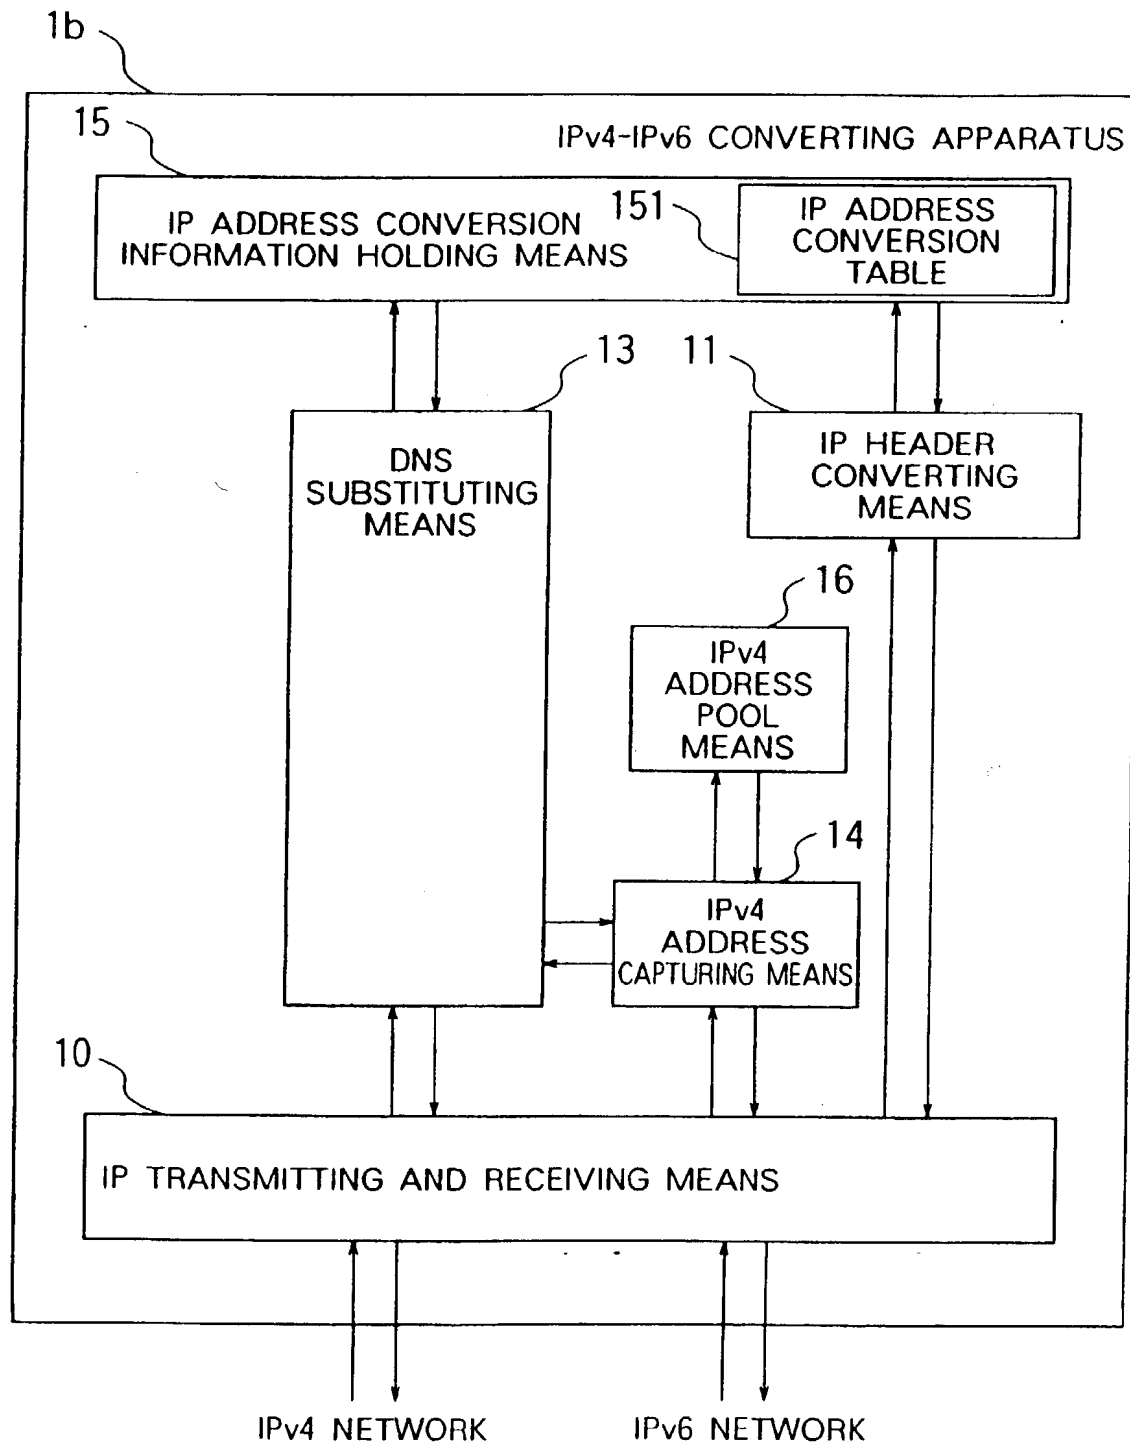 1b
15
IPv4-IPv6 CONVERTING APPARATUS
IP ADDRESS CONVERSION
INFORMATION HOLDING MEANS
151
IP ADDRESS
CONVERSION
TABLE
13
11
DNS
SUBSTITUTING
MEANS
IP HEADER
CONVERTING
MEANS
16
IPv4
ADDRESS
POOL
MEANS
14
IPv4
ADDRESS
CAPTURING MEANS
10
IP TRANSMITTING AND RECEIVING MEANS
IPv4 NETWORK
IPv6 NETWORK